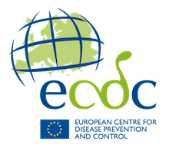 ecdc
EUROPEAN CENTRE FOR
DISEASE PREVENTION
AND CONTROL